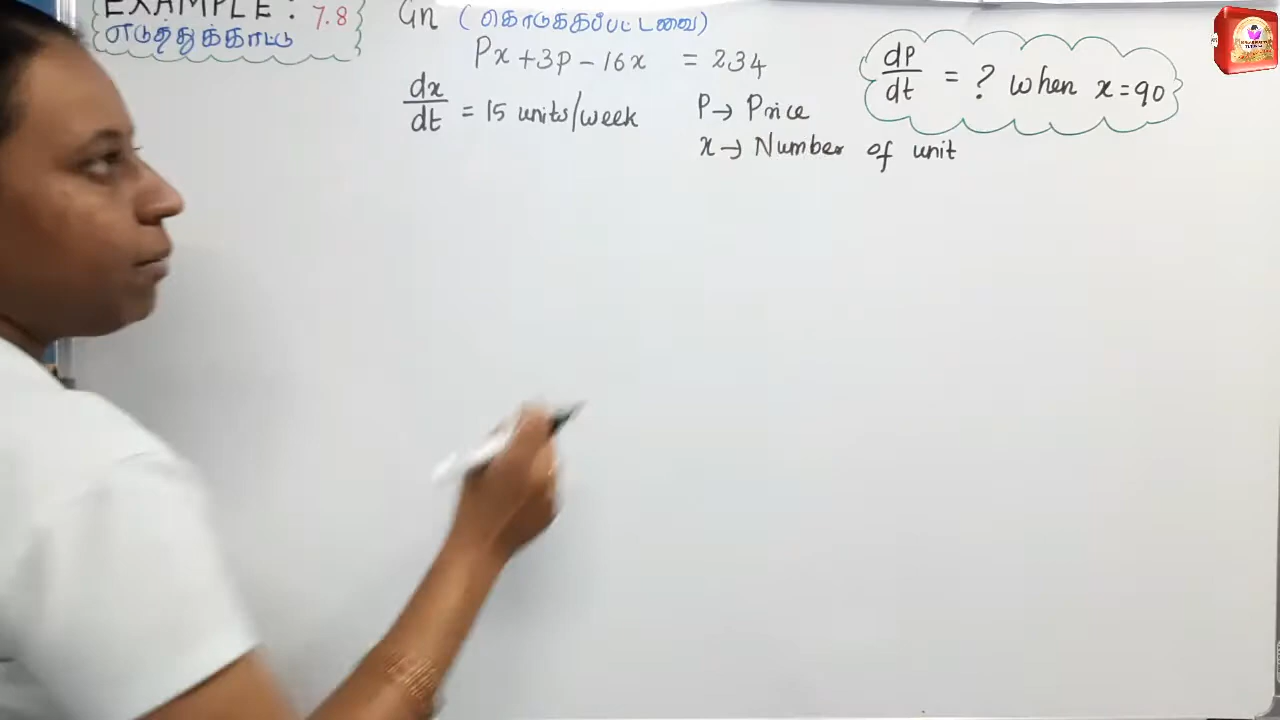 EXAMPLE : 7.8
எடுத்துக்காட்டு
Gn (கொடுக்கப்பட்டவை)
Px + 3P - 16x = 234
dx/dt = 15 units/week
P → Price
x → Number of unit
dP/dt = ? when x = 90